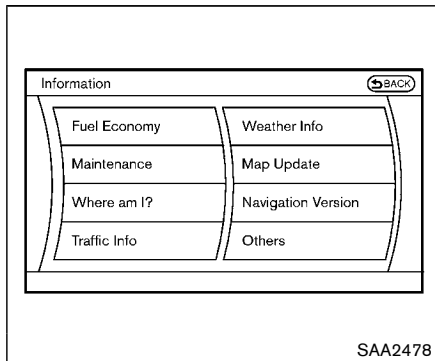 Information
BACK
Fuel Economy
Weather Info
Maintenance
Map Update
Where am I?
Navigation Version
Traffic Info
Others
SAA2478